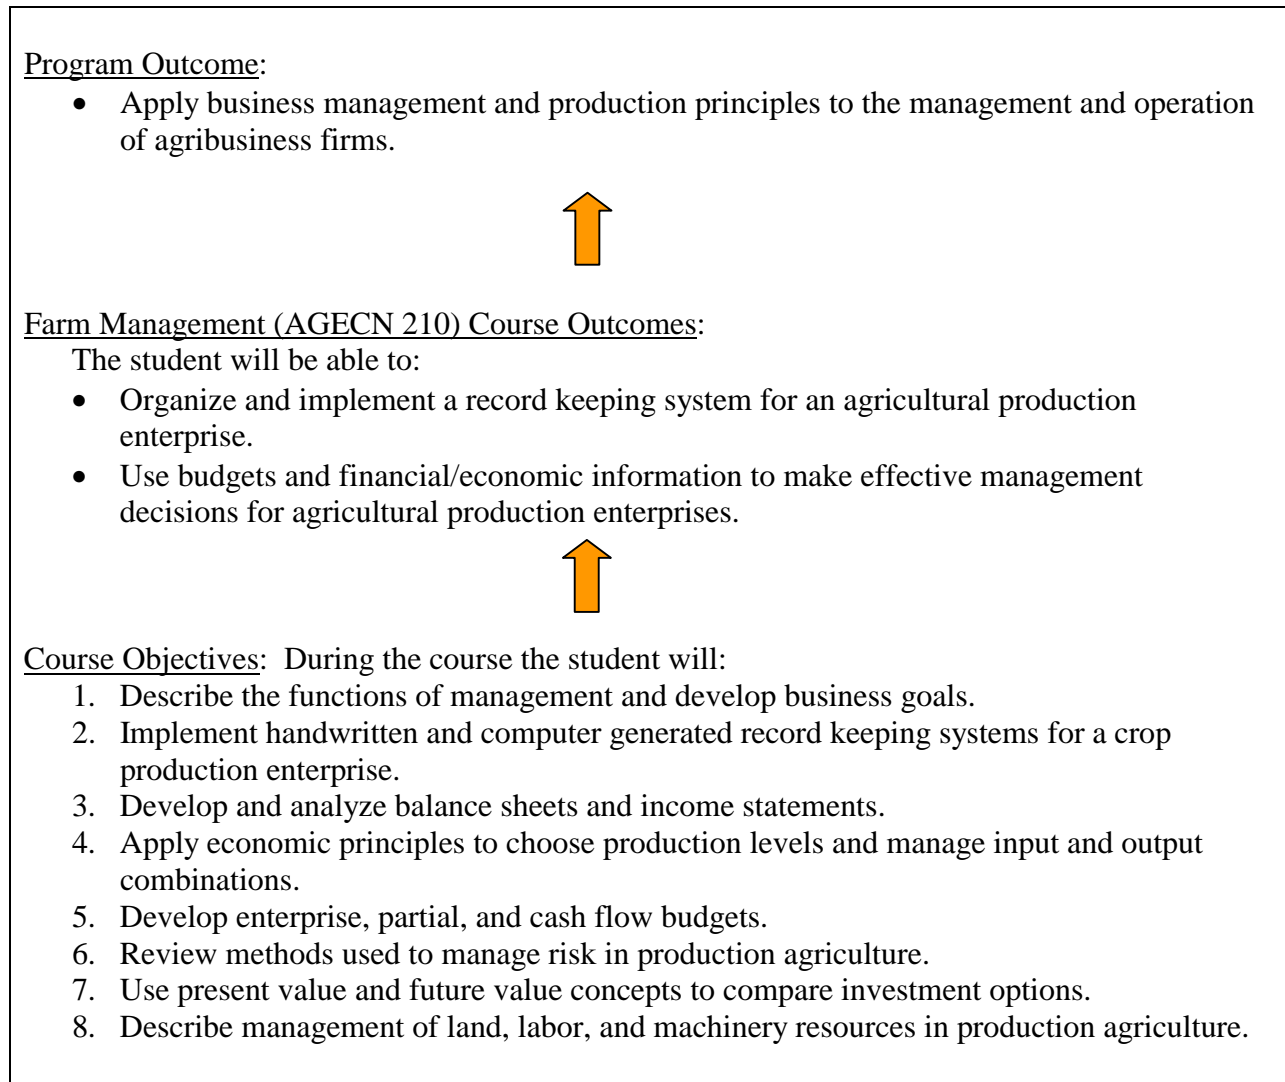 Program Outcome:
• Apply business management and production principles to the management and operation
of agribusiness firms.
Farm Management (AGECN 210) Course Outcomes:
The student will be able to:
• Organize and implement a record keeping system for an agricultural production
enterprise.
• Use budgets and financial/economic information to make effective management
decisions for agricultural production enterprises.
Course Objectives:  During the course the student will:
1. Describe the functions of management and develop business goals.
2. Implement handwritten and computer generated record keeping systems for a crop
production enterprise.
3. Develop and analyze balance sheets and income statements.
4. Apply economic principles to choose production levels and manage input and output
combinations.
5. Develop enterprise, partial, and cash flow budgets.
6. Review methods used to manage risk in production agriculture.
7. Use present value and future value concepts to compare investment options.
8. Describe management of land, labor, and machinery resources in production agriculture.